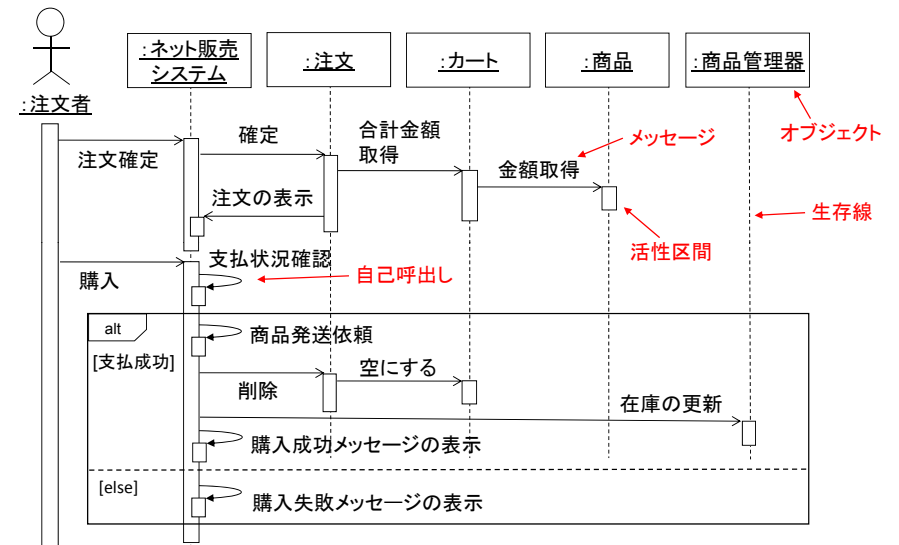 :注文者
:ネット販売
システム
:注文
:カート
:商品
:商品管理器
オブジェクト
注文確定
確定
合計金額
取得
メッセージ
金額取得
注文の表示
生存線
活性区間
購入
支払状況確認
自己呼出し
alt
[支払成功]
商品発送依頼
削除
空にする
在庫の更新
購入成功メッセージの表示
[else]
購入失敗メッセージの表示